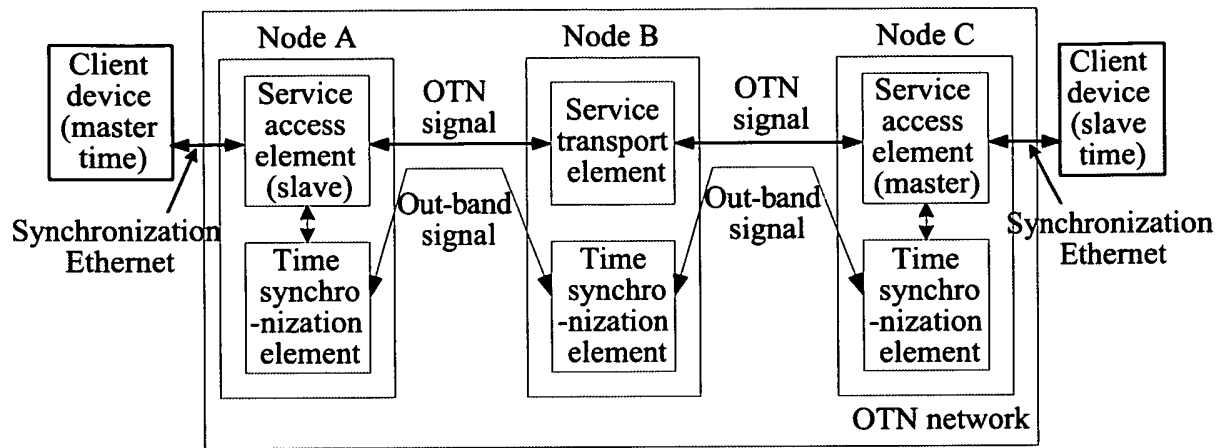 Node A
Node B
Node C
Client
device
(master
time)
Service
access
element
(slave)
OTN
signal
Service
transport
element
OTN
signal
Service
access
element
(master)
Client
device
(slave
time)
Synchronization
Ethernet
Out-band
signal
Out-band
signal
Synchronization
Ethernet
Time
synchro
-nization
element
Time
synchro
-nization
element
Time
synchro
-nization
element
OTN network